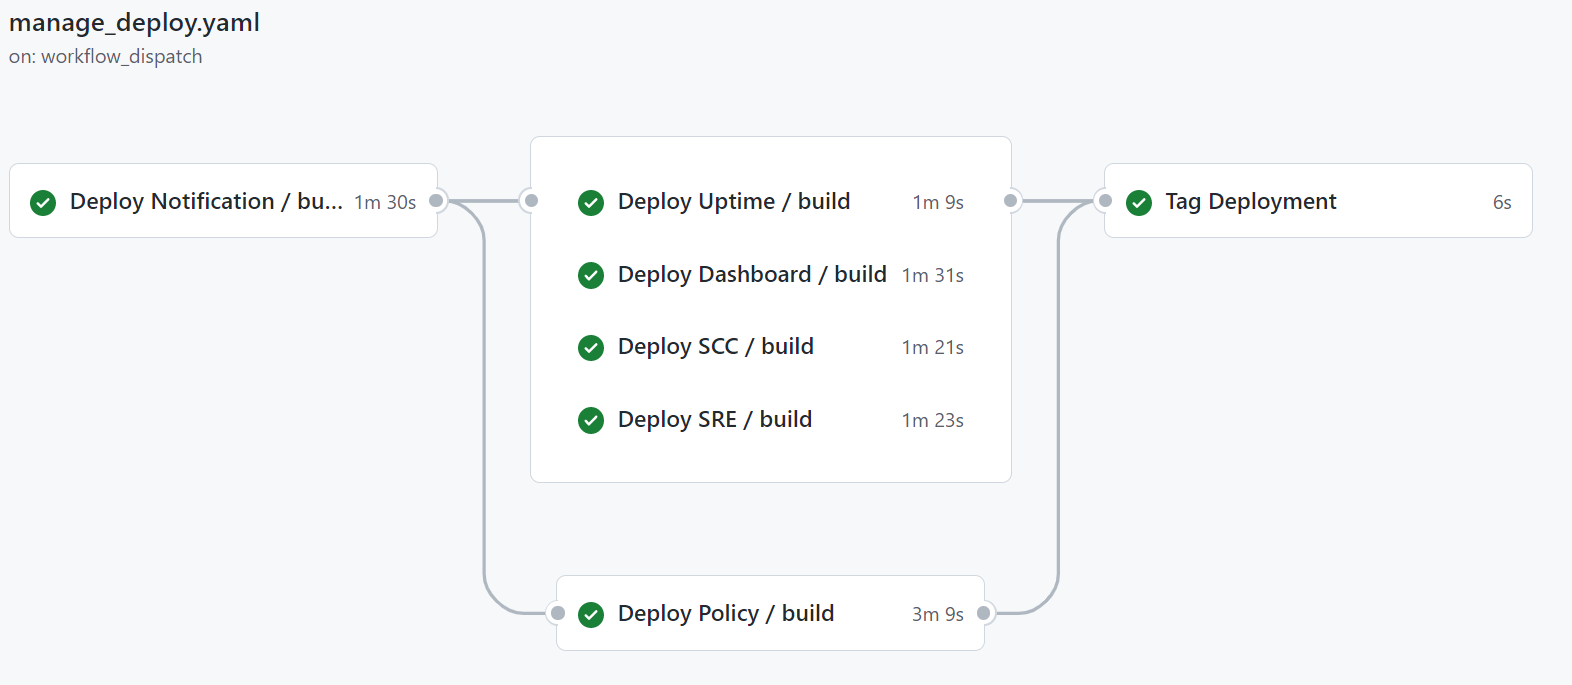 manage_deploy.yaml
on: workflow_dispatch
Deploy Notification / bu... 1m 30s
Deploy Uptime / build 1m 9s
Deploy Dashboard / build 1m 31s
Deploy SCC / build 1m 21s
Deploy SRE / build 1m 23s
Deploy Policy / build 3m 9s
Tag Deployment 6s